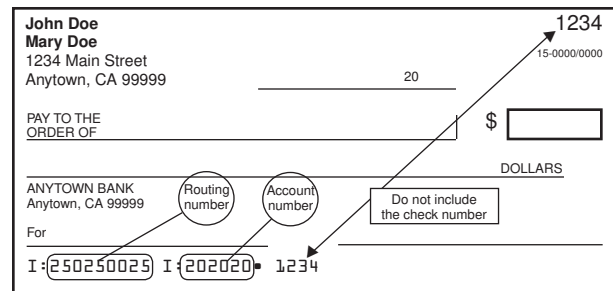 John Doe
Mary Doe
1234 Main Street
Anytown, CA 99999
1234
15-0000/0000
20
PAY TO THE
ORDER OF
$
DOLLARS
ANYTOWN BANK
Anytown, CA 99999
Routing
number
Account
number
Do not include
the check number
For
I:250250025 I:202020 1234